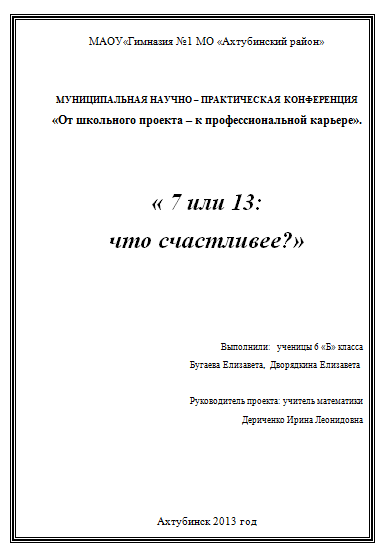 МАОУ«Гимназия №1 МО «Ахтубинский район»
МУНИЦИПАЛЬНАЯ НАУЧНО – ПРАКТИЧЕСКАЯ КОНФЕРЕНЦИЯ
«От школьного проекта – к профессиональной карьере».
« 7 или 13:
что счастливее?»
Выполнили: ученицы 6 «Б» класса
Бугаева Елизавета, Дворядкина Елизавета
Руководитель проекта: учитель математики
Дериченко Ирина Леонидовна
Ахтубинск 2013 год